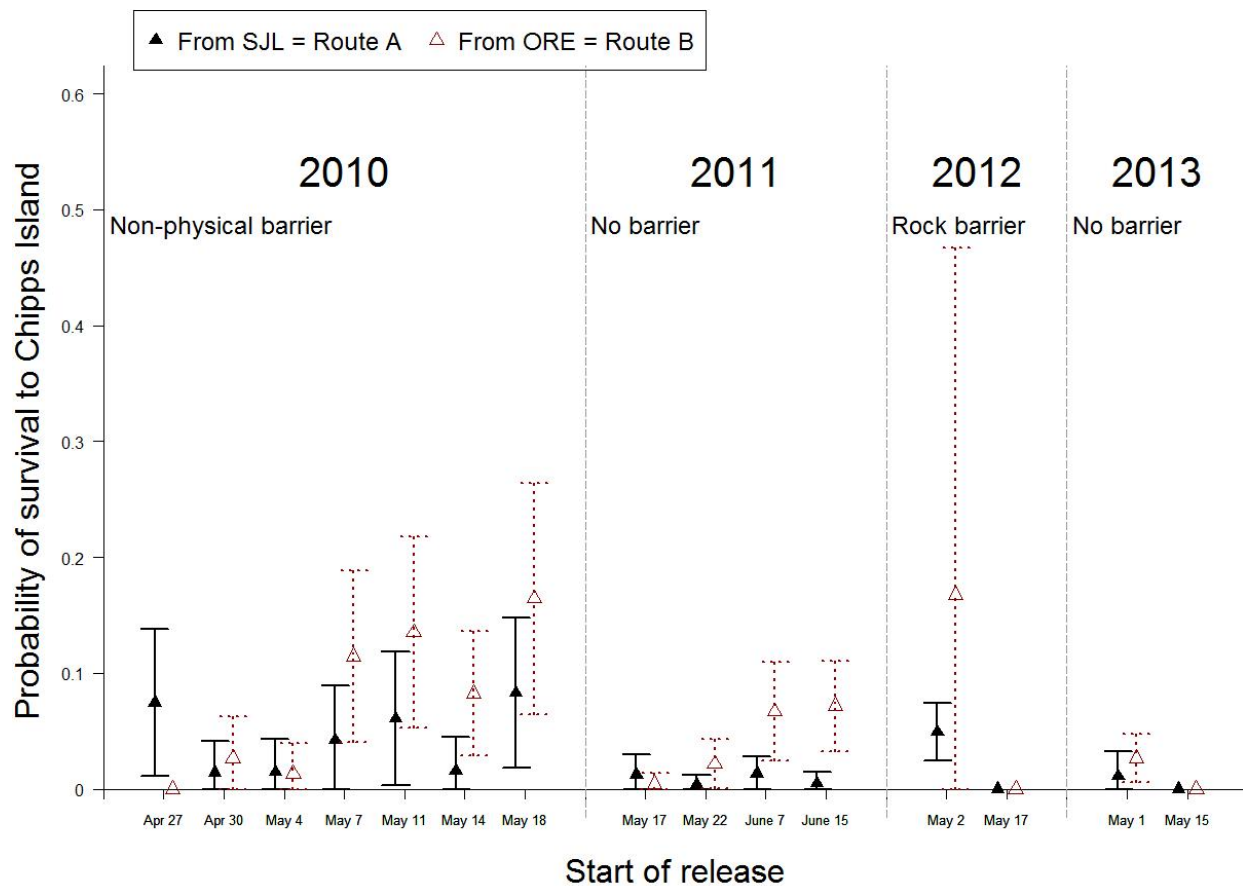 From SJL = Route A From ORE = Route B
2010 2011 2012 2013
Non-physical barrier No barrier Rock barrier No barrier
Probability of survival to Chipps Island
0.6
0.5
0.4
0.3
0.2
0.1
0
Apr 27 Apr 30 May 4 May 7 May 11 May 14 May 18 May 17 May 22 June 7 June 15 May 2 May 17 May 1 May 15
Start of release